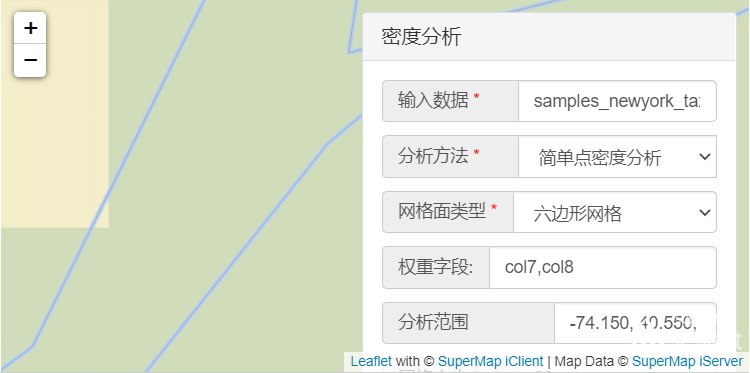 +
密度分析
−
输入数据 * samples_newyork_ta
分析方法 * 简单点密度分析
网格面类型 * 六边形网格
权重字段: col7,col8
分析范围 -74.150, 40.550,
Leaflet with © SuperMap iClient | Map Data © SuperMap iServer